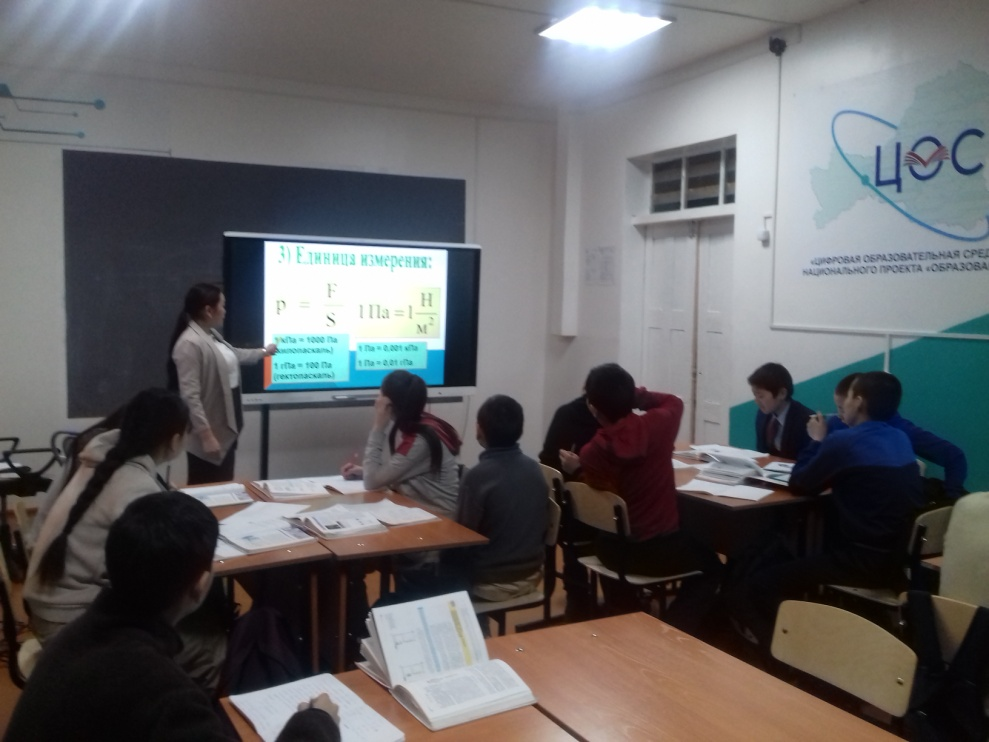 3) Единица измерения:
p = F/S
1 Па = 1 Н/м²
1 кПа = 1000 Па
(килопаскаль)
1 гПа = 100 Па
(гектопаскаль)
1 Па = 0,001 кПа
1 Па = 0,01 гПа
ЦОС
«ЦИФРОВАЯ ОБРАЗОВАТЕЛЬНАЯ СРЕД
НАЦИОНАЛЬНОГО ПРОЕКТА «ОБРАЗОВА